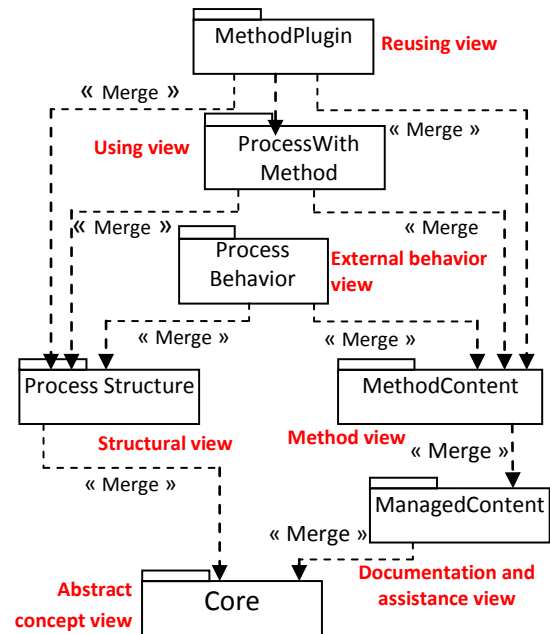 MethodPlugin
Reusing view
« Merge »
« Merge »
Using view
ProcessWith
Method
« Merge »
« Merge
Process
Behavior
External behavior
view
« Merge »
« Merge »
Process Structure
MethodContent
Structural view
Method view
« Merge »
« Merge »
ManagedContent
« Merge »
Documentation and
assistance view
Abstract
concept view
Core